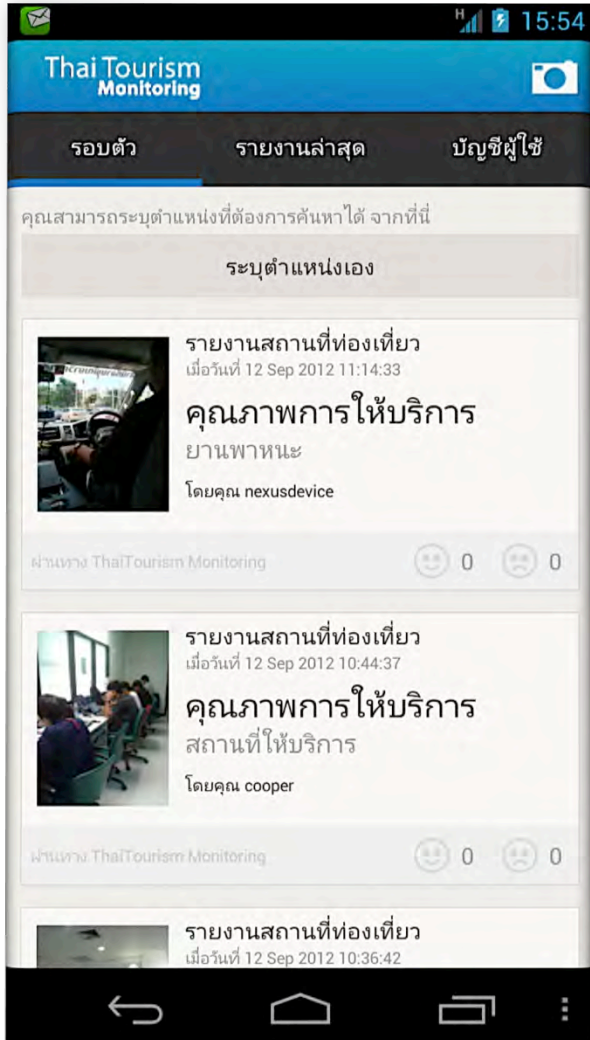 H 15:54
Thai Tourism
Monitoring
รอบตัว รายงานล่าสุด บัญชีผู้ใช้
คุณสามารถระบุตำแหน่งที่ต้องการค้นหาได้ จากที่นี่
ระบุตำแหน่งเอง
รายงานสถานที่ท่องเที่ยว
เมื่อวันที่ 12 Sep 2012 11:14:33
คุณภาพการให้บริการ
ยานพาหนะ
โดยคุณ nexusdevice
ผ่านทาง ThaiTourism Monitoring 0 0
รายงานสถานที่ท่องเที่ยว
เมื่อวันที่ 12 Sep 2012 10:44:37
คุณภาพการให้บริการ
สถานที่ให้บริการ
โดยคุณ cooper
ผ่านทาง ThaiTourism Monitoring 0 0
รายงานสถานที่ท่องเที่ยว
เมื่อวันที่ 12 Sep 2012 10:36:42